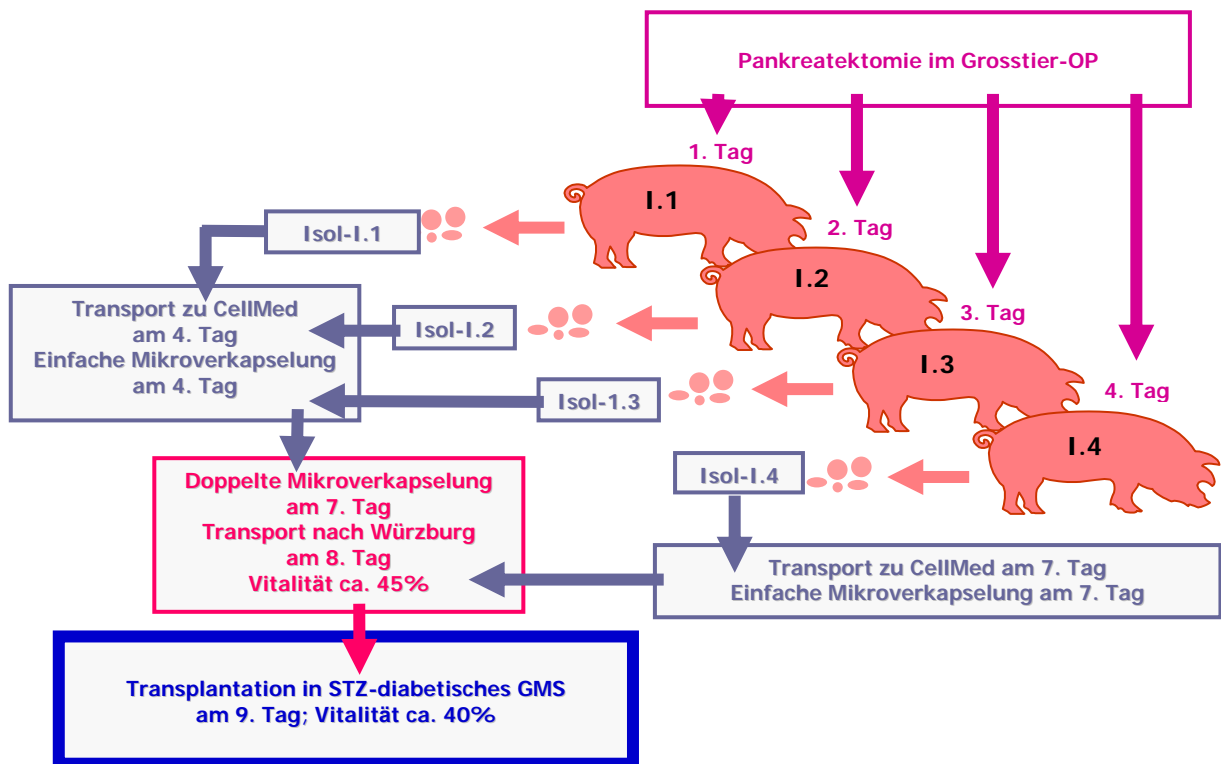 Pankreatektomie im Grosstier-OP
1. Tag
I.1
Isol-I.1
2. Tag
I.2
Isol-I.2
Transport zu CellMed
am 4. Tag
Einfache Mikroverkapselung
am 4. Tag
3. Tag
I.3
Isol-1.3
4. Tag
I.4
Isol-I.4
Doppelte Mikroverkapselung
am 7. Tag
Transport nach Würzburg
am 8. Tag
Vitalität ca. 45%
Transport zu CellMed am 7. Tag
Einfache Mikroverkapselung am 7. Tag
Transplantation in STZ-diabetisches GMS
am 9. Tag; Vitalität ca. 40%